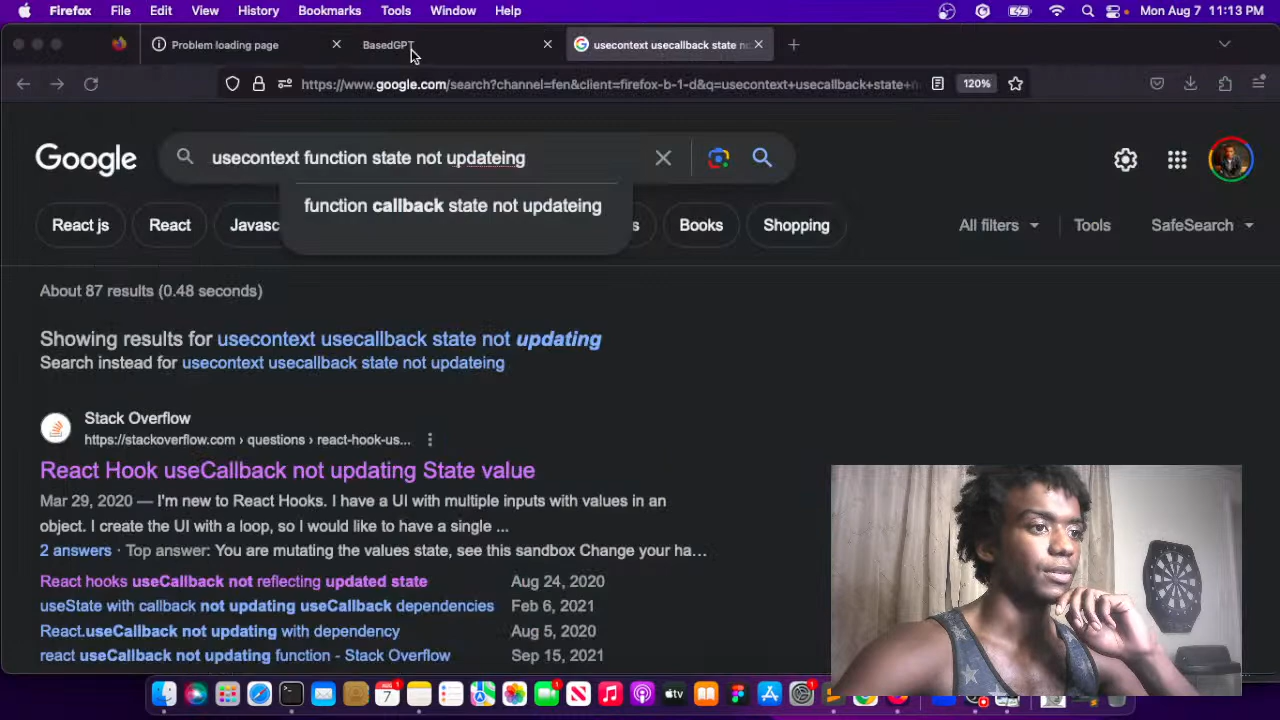 Firefox File Edit View History Bookmarks Tools Window Help Mon Aug 7 11:13 PM
Problem loading page BasedGPT usecontext usecallback state n
https://www.google.com/search?channel=fen&client=firefox-b-1-d&q=usecontext+usecallback+state+n 120%
Google usecontext function state not updateing
function callback state not updateing
React js React Javasc s Books Shopping All filters Tools SafeSearch
About 87 results (0.48 seconds)
Showing results for usecontext usecallback state not updating
Search instead for usecontext usecallback state not updateing
Stack Overflow
https://stackoverflow.com › questions › react-hook-us...
React Hook useCallback not updating State value
Mar 29, 2020 — I'm new to React Hooks. I have a UI with multiple inputs with values in an
object. I create the UI with a loop, so I would like to have a single ...
2 answers · Top answer: You are mutating the values state, see this sandbox Change your ha…
React hooks useCallback not reflecting updated state Aug 24, 2020
useState with callback not updating useCallback dependencies Feb 6, 2021
React.useCallback not updating with dependency Aug 5, 2020
react useCallback not updating function - Stack Overflow Sep 15, 2021